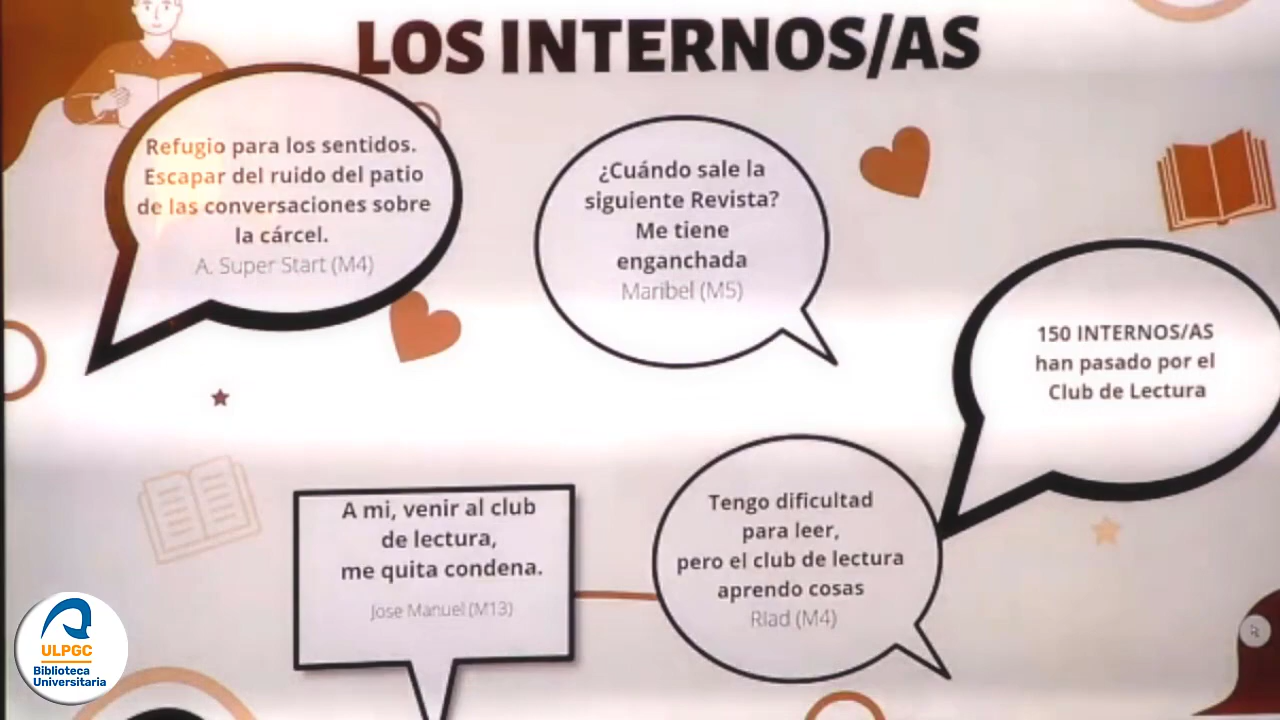 LOS INTERNOS/AS
Refugio para los sentidos.
Escapar del ruido del patio
de las conversaciones sobre
la cárcel.
A. Super Start (M4)
¿Cuándo sale la
siguiente Revista?
Me tiene
enganchada
Maribel (M5)
150 INTERNOS/AS
han pasado por el
Club de Lectura
A mi, venir al club
de lectura,
me quita condena.
Jose Manuel (M13)
Tengo dificultad
para leer,
pero el club de lectura
aprendo cosas
Riad (M4)
ULPGC
Biblioteca
Universitaria